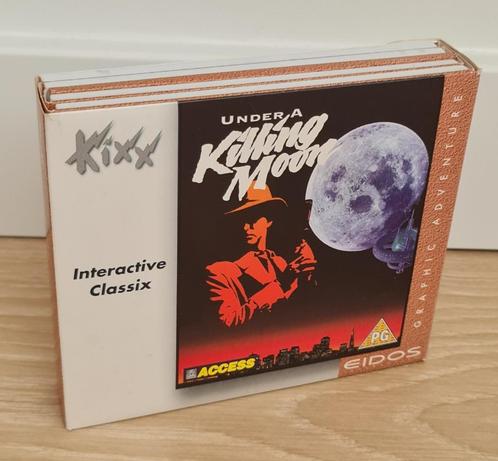 Kixx
Interactive
Classix
UNDER A
Killing
Moon
ACCESS
PG
EIDOS
GRAPHIC ADVENTURE